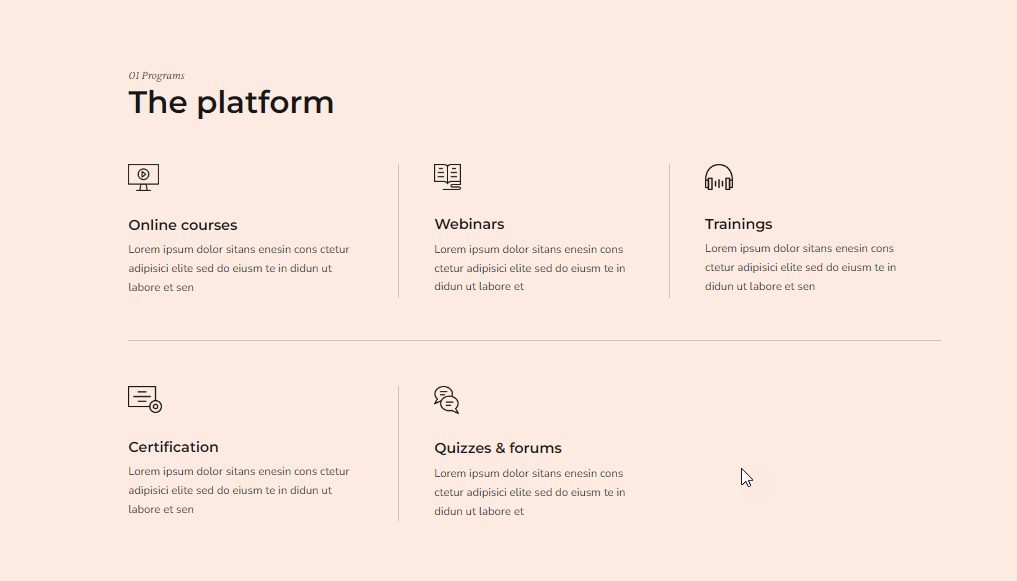 01 Programs
The platform
Online courses
Lorem ipsum dolor sitans enesin cons ctetur
adipisici elite sed do eiusm te in didun ut
labore et sen
Webinars
Lorem ipsum dolor sitans enesin cons
ctetur adipisici elite sed do eiusm te in
didun ut labore et
Trainings
Lorem ipsum dolor sitans enesin cons
ctetur adipisici elite sed do eiusm te in
didun ut labore et sen
Certification
Lorem ipsum dolor sitans enesin cons ctetur
adipisici elite sed do eiusm te in didun ut
labore et sen
Quizzes & forums
Lorem ipsum dolor sitans enesin cons
ctetur adipisici elite sed do eiusm te in
didun ut labore et